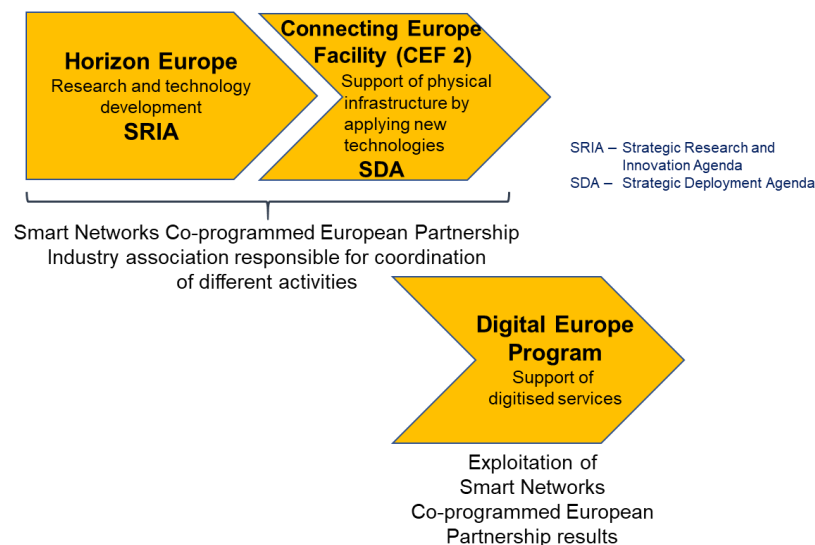 Horizon Europe
Research and technology
development
SRIA
Connecting Europe
Facility (CEF 2)
Support of physical
infrastructure by
applying new
technologies
SDA
SRIA – Strategic Research and
Innovation Agenda
SDA – Strategic Deployment Agenda
Smart Networks Co-programmed European Partnership
Industry association responsible for coordination
of different activities
Digital Europe
Program
Support of
digitised services
Exploitation of
Smart Networks
Co-programmed European
Partnership results